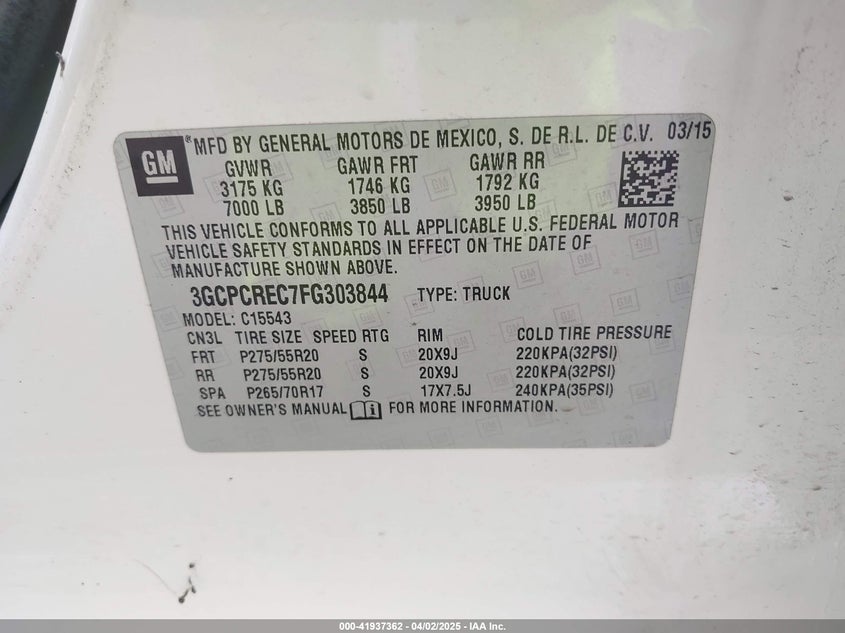 GM ® MFD BY GENERAL MOTORS DE MEXICO, S. DE R.L. DE C.V. 03/15
GVWR GAWR FRT GAWR RR
3175 KG 1746 KG 1792 KG
7000 LB 3850 LB 3950 LB
THIS VEHICLE CONFORMS TO ALL APPLICABLE U.S. FEDERAL MOTOR
VEHICLE SAFETY STANDARDS IN EFFECT ON THE DATE OF
MANUFACTURE SHOWN ABOVE.
3GCPCREC7FG303844 TYPE: TRUCK
MODEL: C15543
CN3L TIRE SIZE SPEED RTG RIM COLD TIRE PRESSURE
FRT P275/55R20 S 20X9J 220KPA(32PSI)
RR P275/55R20 S 20X9J 220KPA(32PSI)
SPA P265/70R17 S 17X7.5J 240KPA(35PSI)
SEE OWNER'S MANUAL FOR MORE INFORMATION.
000-41937362 - 04/02/2025 - IAA Inc.